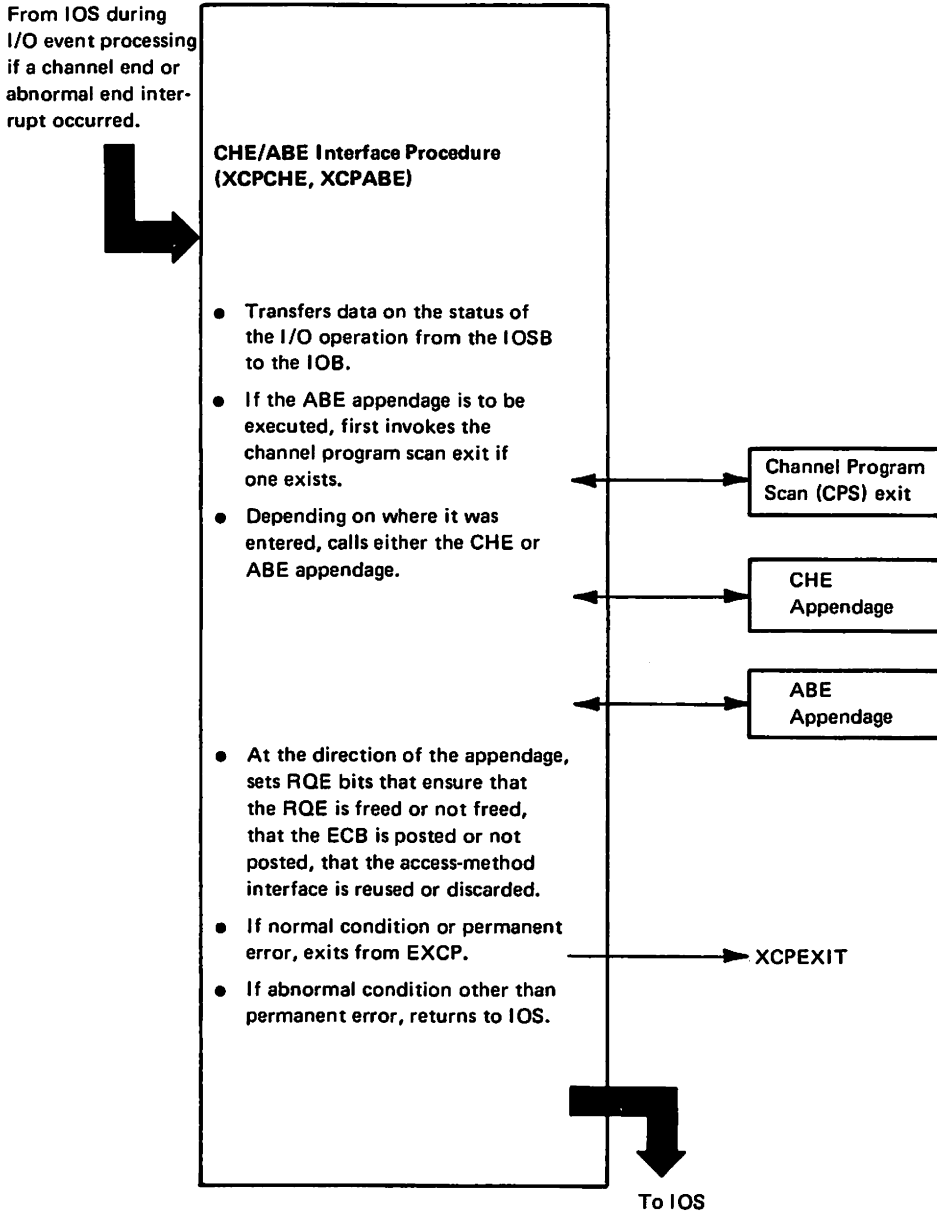 From IOS during
I/O event processing
if a channel end or
abnormal end inter-
rupt occurred.
CHE/ABE Interface Procedure
(XCPCHE, XCPABE)
● Transfers data on the status of
the I/O operation from the IOSB
to the IOB.
● If the ABE appendage is to be
executed, first invokes the
channel program scan exit if
one exists.
Channel Program
Scan (CPS) exit
● Depending on where it was
entered, calls either the CHE or
ABE appendage.
CHE
Appendage
ABE
Appendage
● At the direction of the appendage,
sets RQE bits that ensure that
the RQE is freed or not freed,
that the ECB is posted or not
posted, that the access-method
interface is reused or discarded.
● If normal condition or permanent
error, exits from EXCP.
XCPEXIT
● If abnormal condition other than
permanent error, returns to IOS.
To IOS